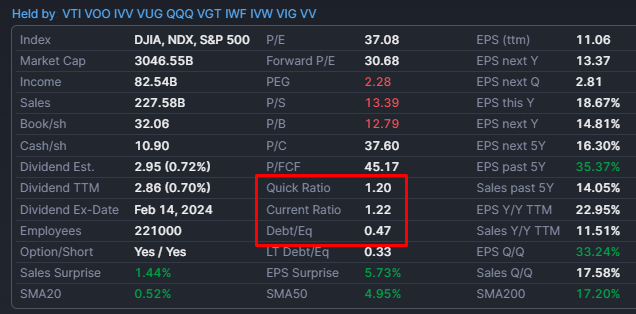 Held by VTI VOO IVV VUG QQQ VGT IWF IVW VIG VV
Index DJIA, NDX, S&P 500 P/E 37.08 EPS (ttm) 11.06
Market Cap 3046.55B Forward P/E 30.68 EPS next Y 13.37
Income 82.54B PEG 2.28 EPS next Q 2.81
Sales 227.58B P/S 13.39 EPS this Y 18.67%
Book/sh 32.06 P/B 12.79 EPS next Y 14.81%
Cash/sh 10.90 P/C 37.60 EPS next 5Y 16.30%
Dividend Est. 2.95 (0.72%) P/FCF 45.17 EPS past 5Y 35.37%
Dividend TTM 2.86 (0.70%) Quick Ratio 1.20 Sales past 5Y 14.05%
Dividend Ex-Date Feb 14, 2024 Current Ratio 1.22 EPS Y/Y TTM 22.95%
Employees 221000 Debt/Eq 0.47 Sales Y/Y TTM 11.51%
Option/Short Yes / Yes LT Debt/Eq 0.33 EPS Q/Q 33.24%
Sales Surprise 1.44% EPS Surprise 5.73% Sales Q/Q 17.58%
SMA20 0.52% SMA50 4.95% SMA200 17.20%